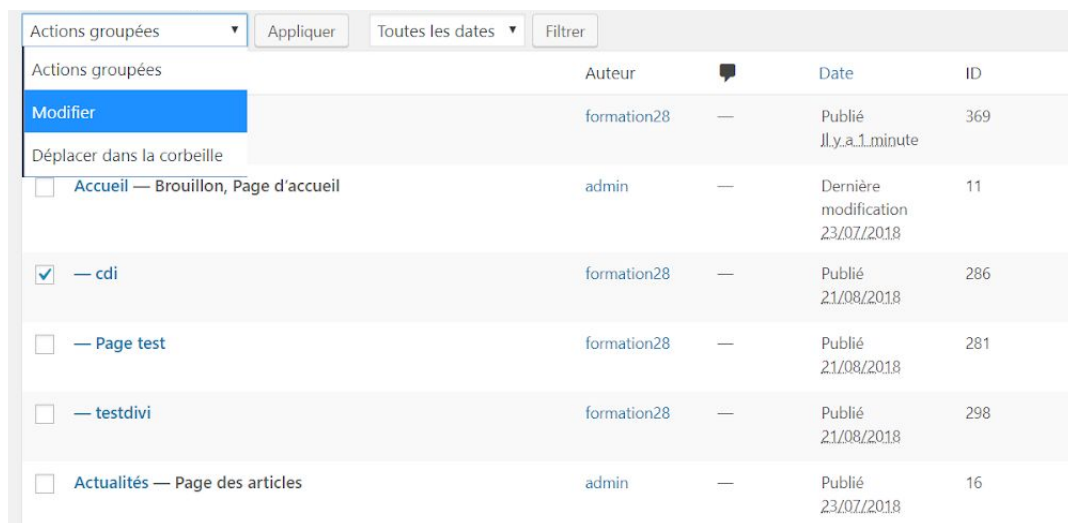 Actions groupées Appliquer Toutes les dates Filtrer
Actions groupées
Modifier
Déplacer dans la corbeille
Auteur Date ID
formation28 — Publié 369
Il y a 1 minute
Accueil — Brouillon, Page d’accueil admin — Dernière 11
modification
23/07/2018
— cdi formation28 — Publié 286
21/08/2018
— Page test formation28 — Publié 281
21/08/2018
— testdivi formation28 — Publié 298
21/08/2018
Actualités — Page des articles admin — Publié 16
23/07/2018